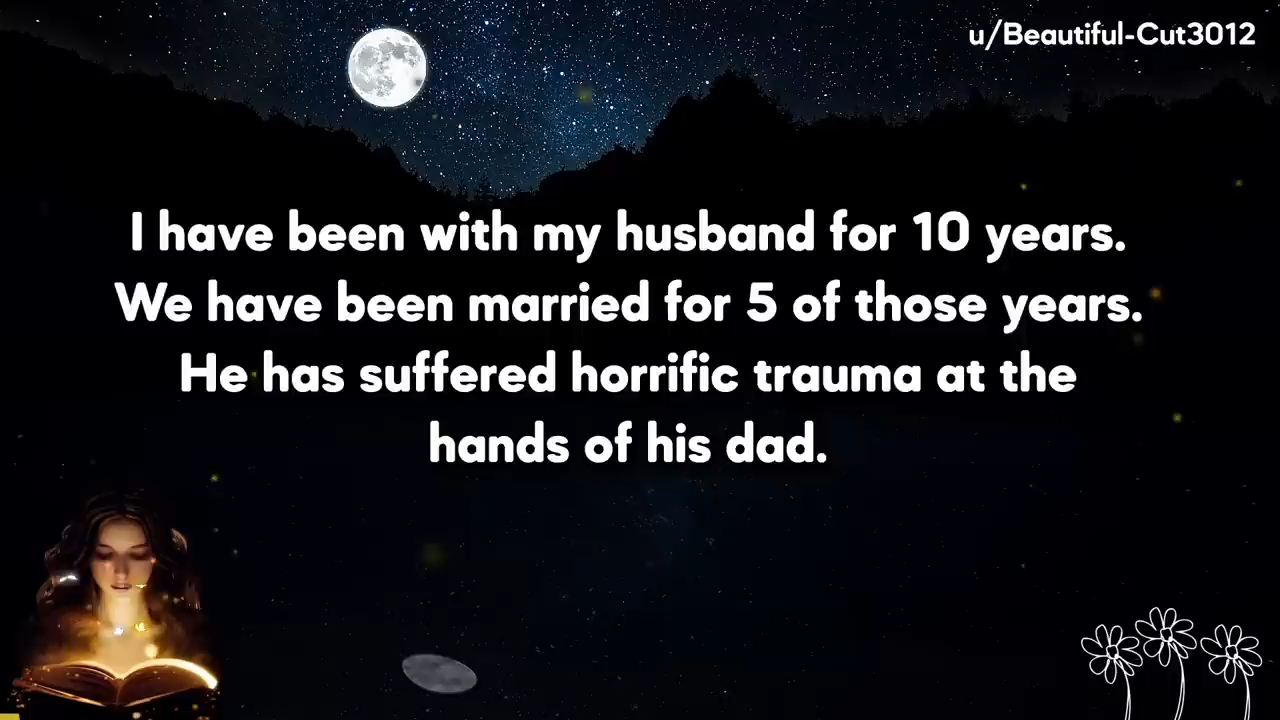 u/Beautiful-Cut3012
I have been with my husband for 10 years.
We have been married for 5 of those years.
He has suffered horrific trauma at the
hands of his dad.